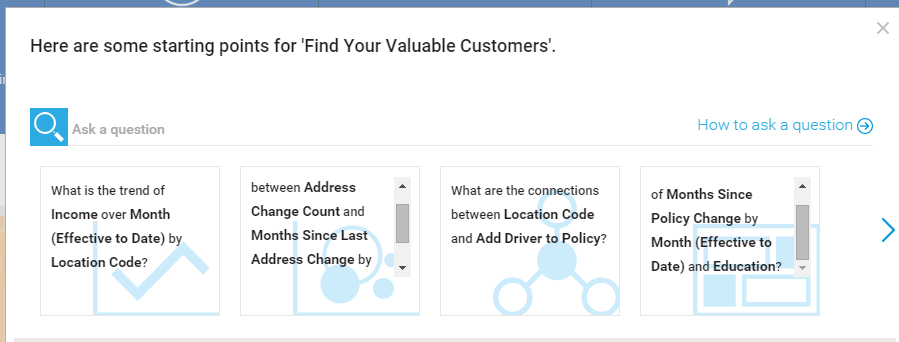 Here are some starting points for 'Find Your Valuable Customers'.
Ask a question
How to ask a question
What is the trend of
Income over Month
(Effective to Date) by
Location Code?
between Address
Change Count and
Months Since Last
Address Change by
What are the connections
between Location Code
and Add Driver to Policy?
of Months Since
Policy Change by
Month (Effective to
Date) and Education?